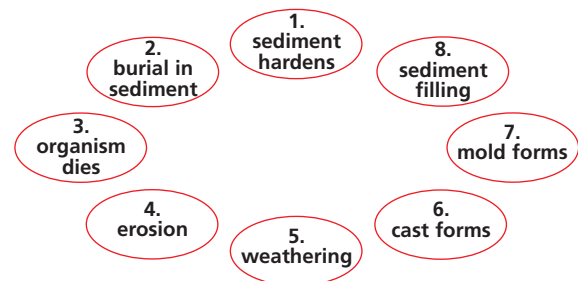 1.
sediment
hardens
2.
burial in
sediment
3.
organism
dies
4.
erosion
5.
weathering
6.
cast forms
7.
mold forms
8.
sediment
filling